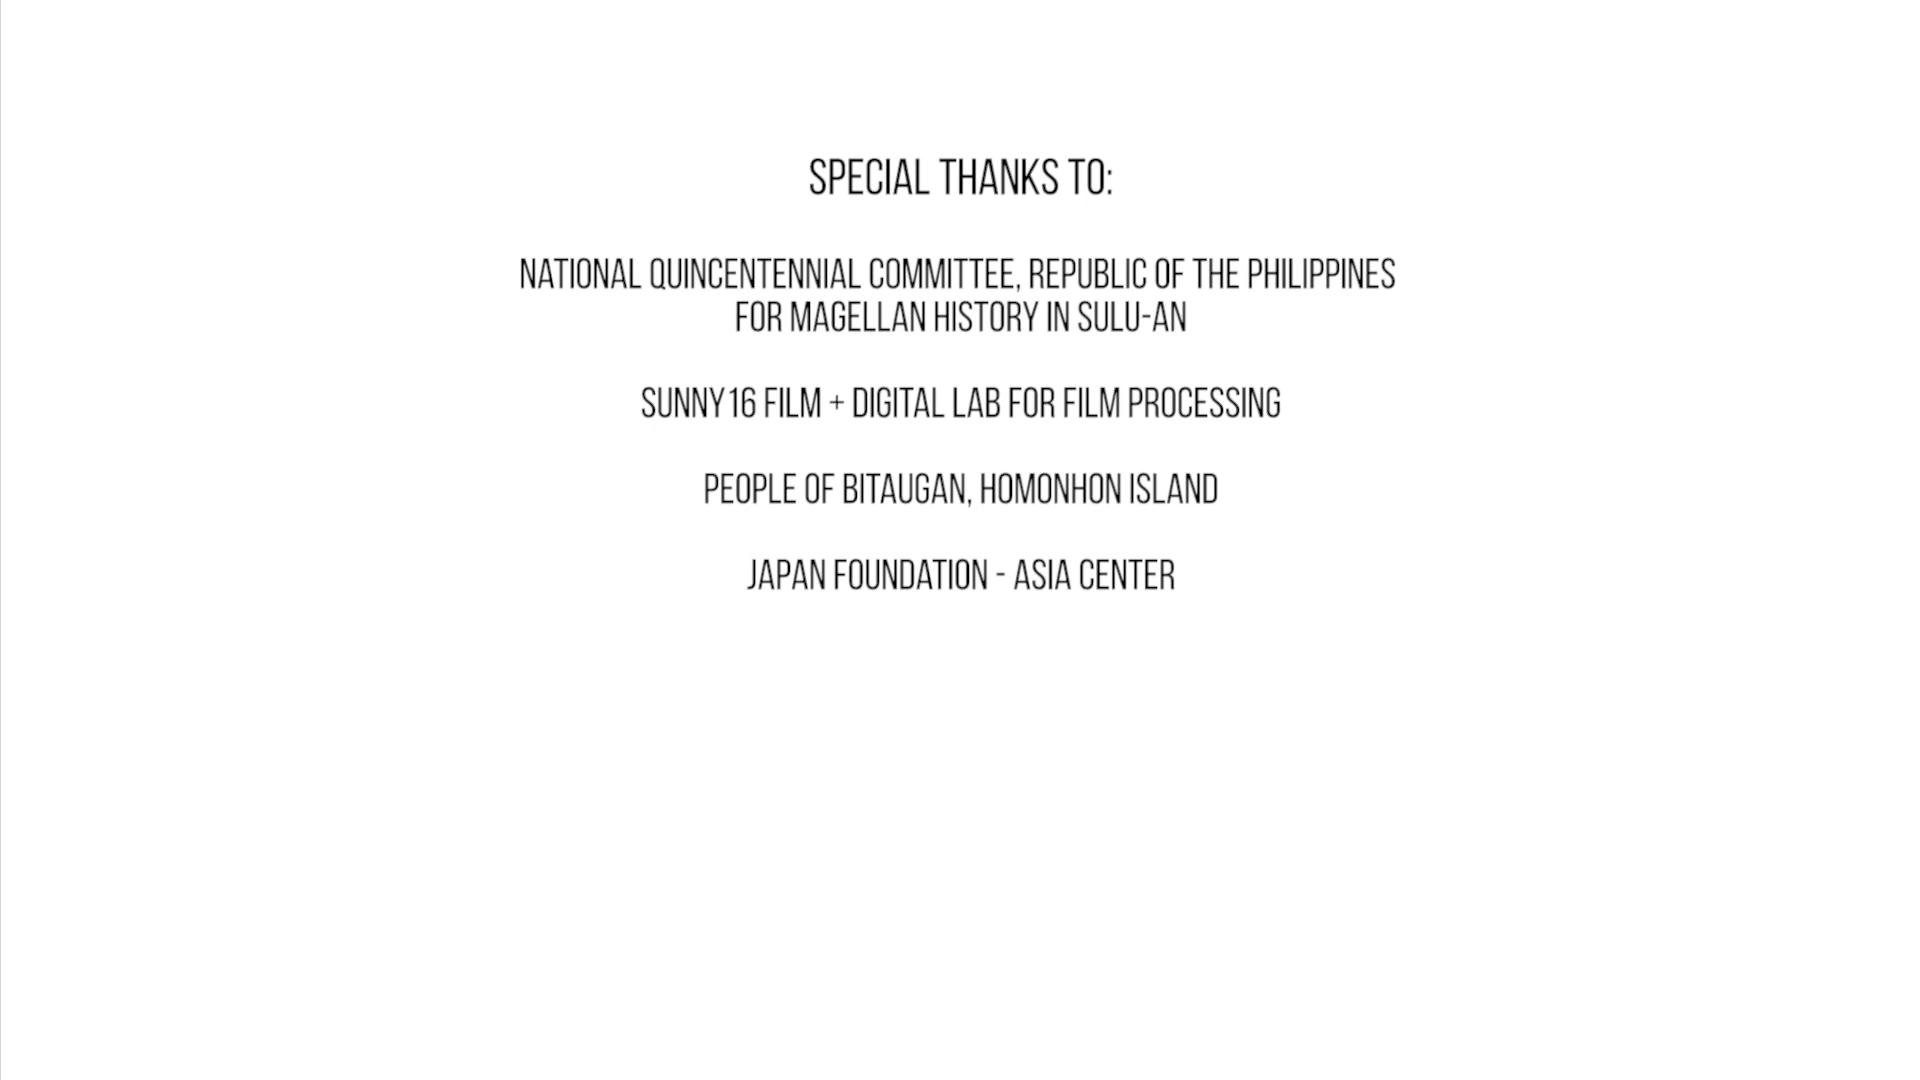 SPECIAL THANKS TO:
NATIONAL QUINCENTENNIAL COMMITTEE, REPUBLIC OF THE PHILIPPINES
FOR MAGELLAN HISTORY IN SULU-AN
SUNNY16 FILM + DIGITAL LAB FOR FILM PROCESSING
PEOPLE OF BITAUGAN, HOMONHON ISLAND
JAPAN FOUNDATION - ASIA CENTER